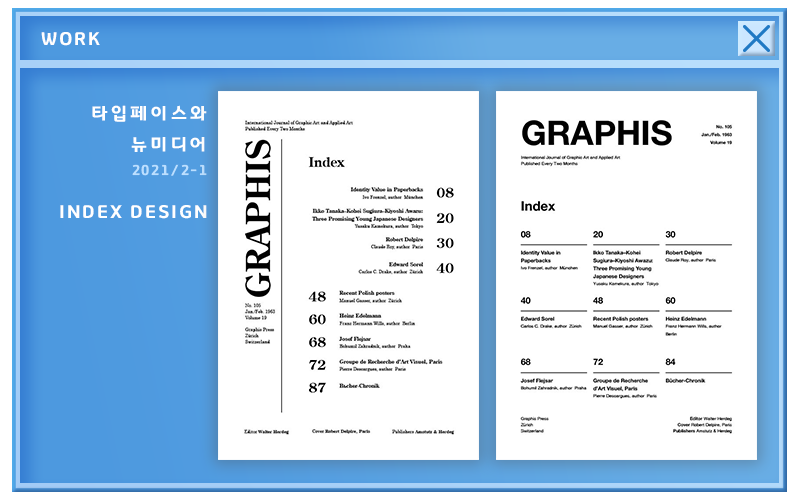 WORK
타입페이스와
뉴미디어
2021/2-1
INDEX DESIGN
International Journal of Graphic Art and Applied Art
Published Every Two Months
GRAPHIS
No. 105
Jan./Feb. 1963
Volume 19
Graphis Press
Zürich
Switzerland
Index
Identity Value in Paperbacks
Ivo Frenzel, author München
08
Ikko Tanaka-Kohei Sugiura-Kiyoshi Awazu:
Three Promising Young Japanese Designers
Yusaku Kamekura, author Tokyo
20
Robert Delpire
Claude Roy, author Paris
30
Edward Sorel
Carlos C. Drake, author Zürich
40
48
Recent Polish posters
Manuel Gasser, author Zürich
60
Heinz Edelmann
Franz Hermann Wills, author Berlin
68
Josef Flejsar
Bohumil Zahradnik, author Praha
72
Groupe de Recherche d'Art Visuel, Paris
Pierre Descargues, author Paris
87
Bücher-Chronik
Editor Walter Herdeg
Cover Robert Delpire, Paris
Publishers Amstutz & Herdeg
GRAPHIS
No. 105
Jan./Feb. 1963
Volume 19
International Journal of Graphis Art and Applied Art
Published Every Two Months
Index
08
Identity Value in
Paperbacks
Ivo Frenzel, author München
20
Ikko Tanaka–Kohei
Sugiura–Kiyoshi Awazu:
Three Promising Young
Japanese Designers
Yusaku Kamekura, author Tokyo
30
Robert Delpire
Claude Roy, author Paris
40
Edward Sorel
Carlos C. Drake, author Zürich
48
Recent Polish posters
Manuel Gasser, author Zürich
60
Heinz Edelmann
Franz Hermann Wills, author
Berlin
68
Josef Flejsar
Bohumil Zahradnik, author Praha
72
Groupe de Recherche
d'Art Visuel, Paris
Pierre Descargues, author Paris
84
Bücher-Chronik
Graphis Press
Zürich
Switzerland
Editor Walter Herdeg
Cover Robert Delpire, Paris
Publishers Amstutz & Herdeg